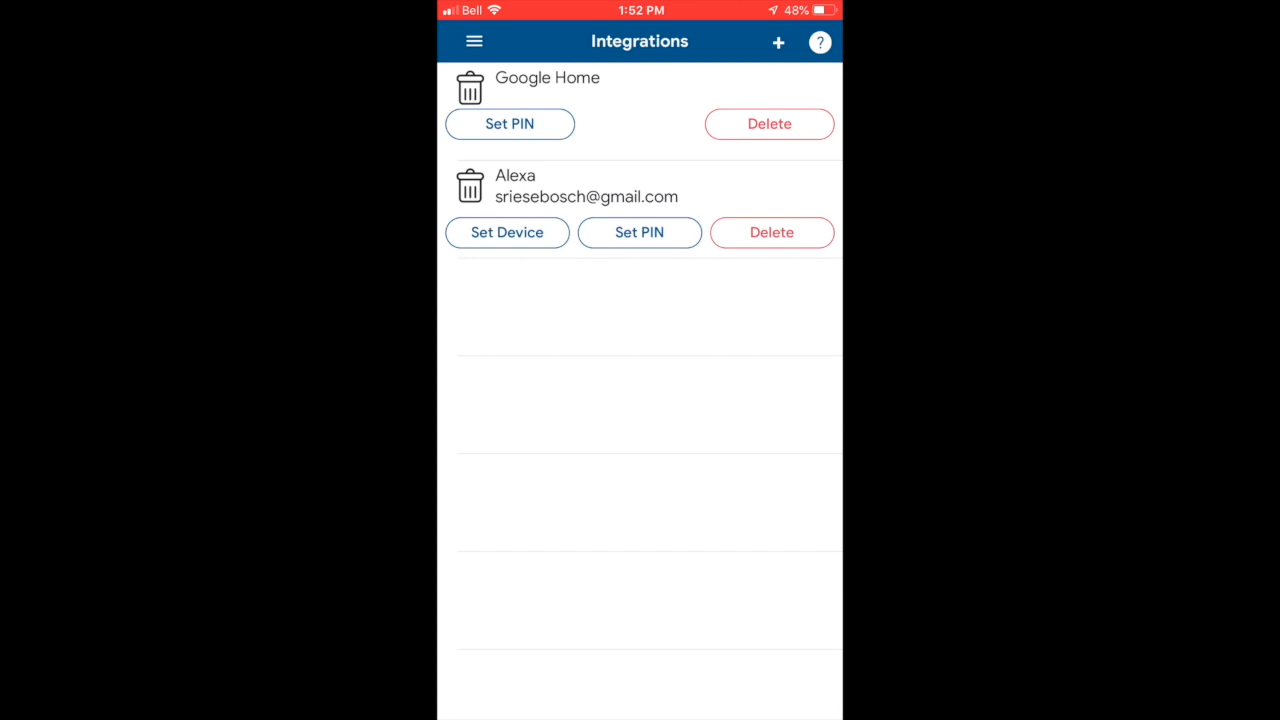 Bell 1:52 PM 48%
Integrations + ?
Google Home
Set PIN Delete
Alexa
sriesebosch@gmail.com
Set Device Set PIN Delete